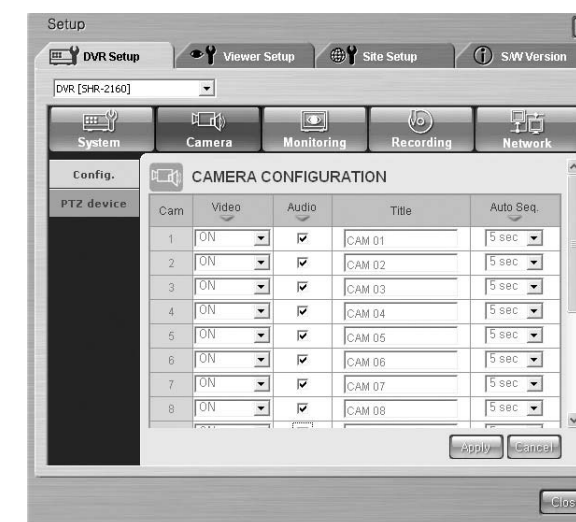 Setup
DVR Setup Viewer Setup Site Setup S/W Version
DVR [SHR-2160]
System Camera Monitoring Recording Network
Config.
PTZ device
CAMERA CONFIGURATION
Cam Video Audio Title Auto Seq.
1 ON CAM 01 5 sec
2 ON CAM 02 5 sec
3 ON CAM 03 5 sec
4 ON CAM 04 5 sec
5 ON CAM 05 5 sec
6 ON CAM 06 5 sec
7 ON CAM 07 5 sec
8 ON CAM 08 5 sec
Apply Cancel
Clos